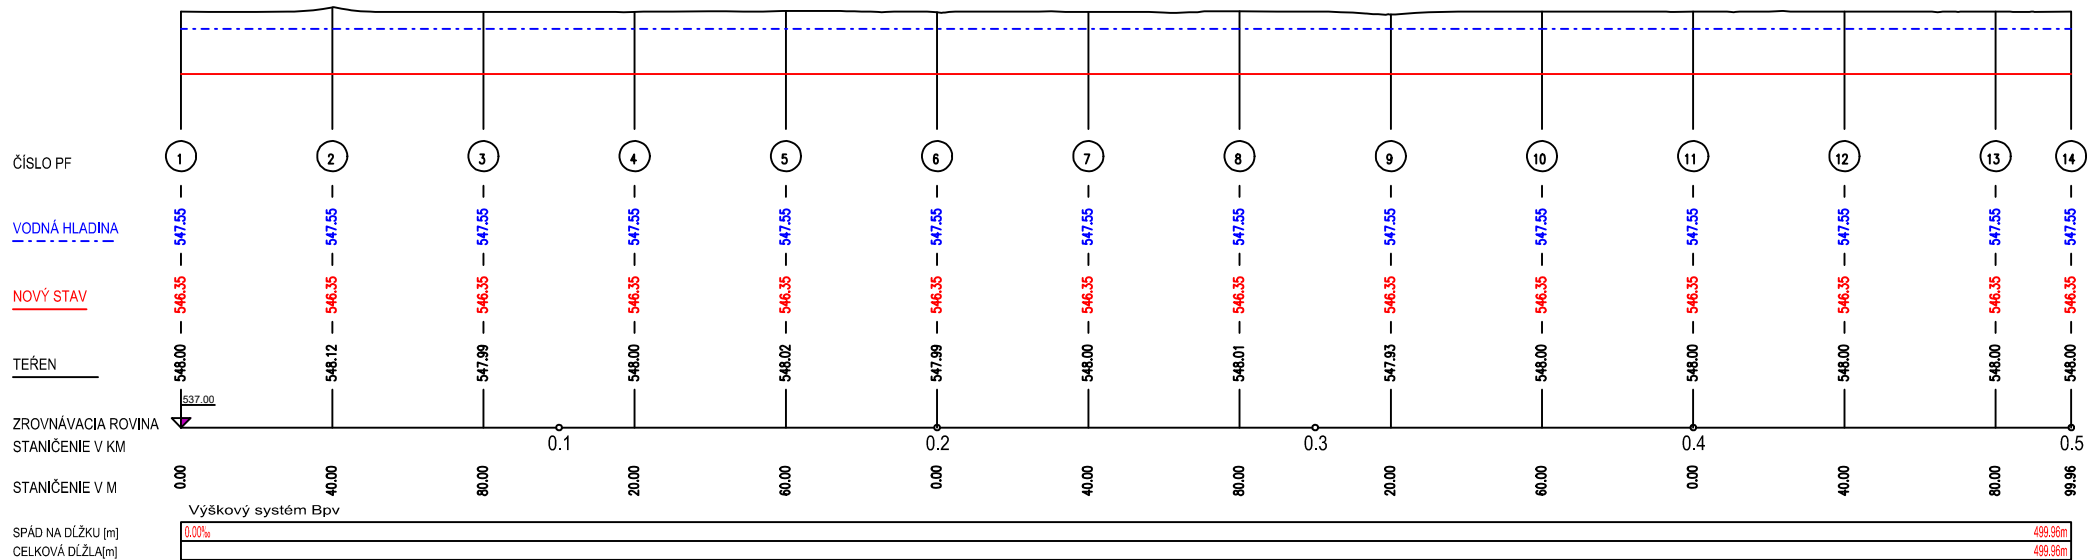 ČÍSLO PF 1 2 3 4 5 6 7 8 9 10 11 12 13 14
VODNÁ HLADINA 547.55 547.55 547.55 547.55 547.55 547.55 547.55 547.55 547.55 547.55 547.55 547.55 547.55 547.55
NOVÝ STAV 546.35 546.35 546.35 546.35 546.35 546.35 546.35 546.35 546.35 546.35 546.35 546.35 546.35 546.35
TEŔEN 548.00 548.12 547.99 548.00 548.02 547.99 548.00 548.01 547.93 548.00 548.00 548.00 548.00 548.00
537.00
ZROVNÁVACIA ROVINA
STANIČENIE V KM 0.1 0.2 0.3 0.4 0.5
STANIČENIE V M 0.00 40.00 80.00 20.00 60.00 0.00 40.00 80.00 20.00 60.00 0.00 40.00 80.00 99.96
Výškový systém Bpv
SPÁD NA DĹŽKU [m] 0.00‰ 499.96m
CELKOVÁ DĹŽLA[m] 499.96m